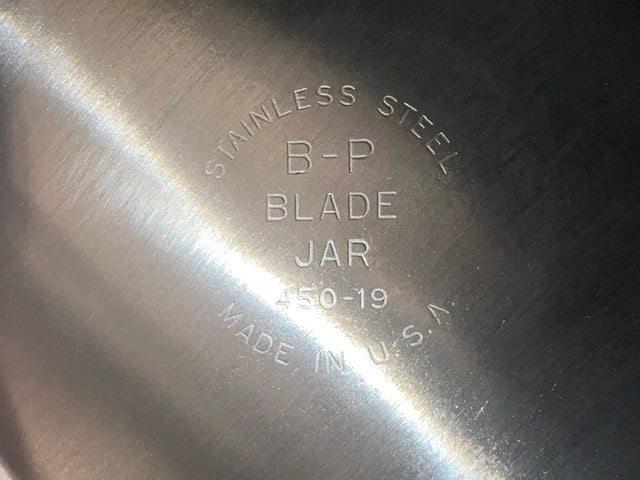 STAINLESS STEEL
B-P
BLADE
JAR
450-19
MADE IN U.S.A.